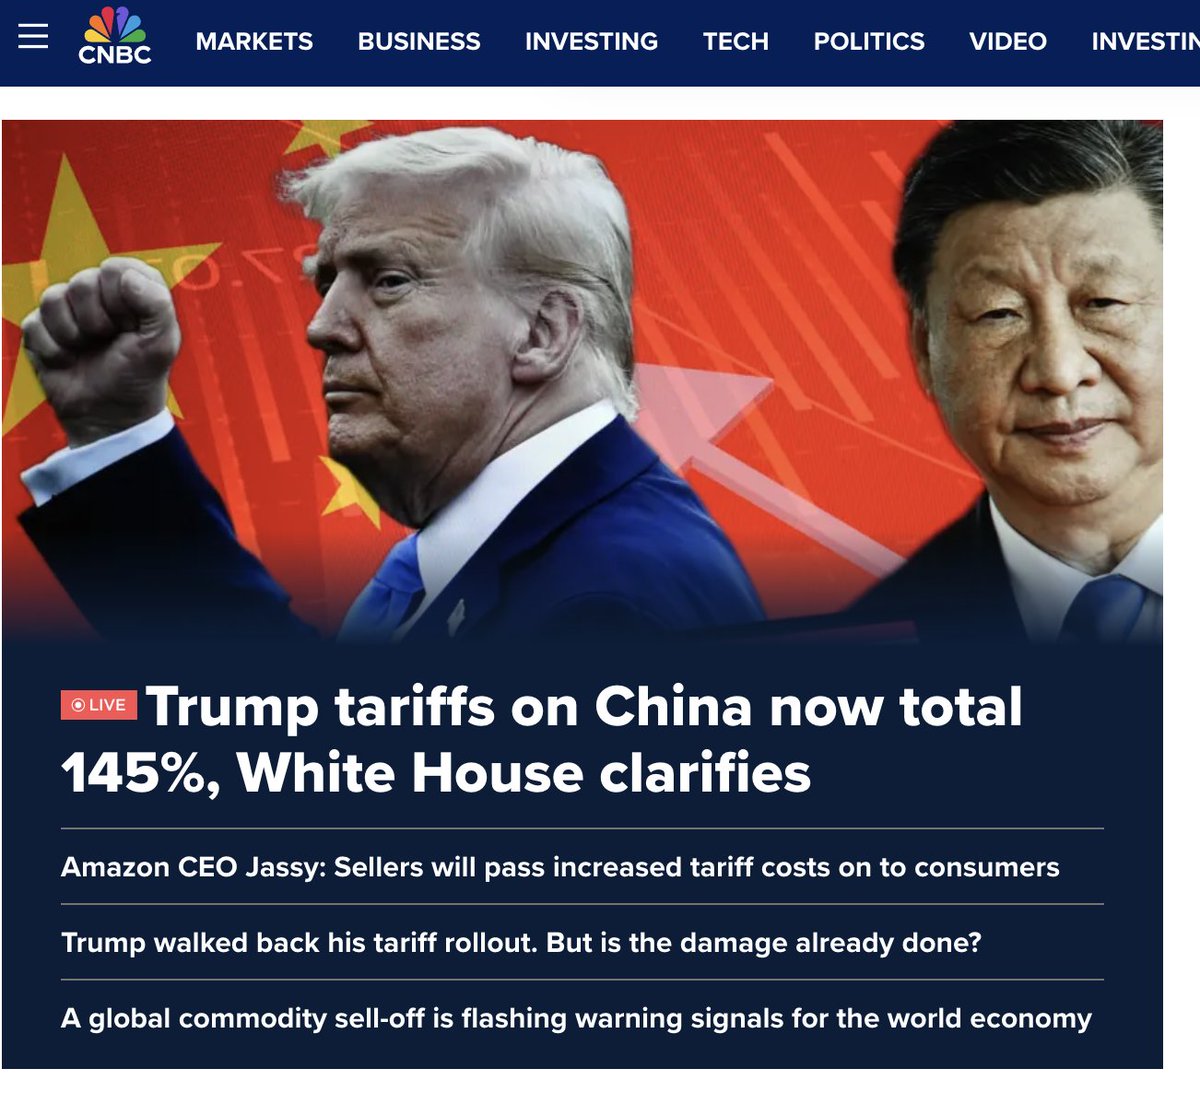 CNBC
MARKETS BUSINESS INVESTING TECH POLITICS VIDEO INVESTIN
LIVE Trump tariffs on China now total
145%, White House clarifies
Amazon CEO Jassy: Sellers will pass increased tariff costs on to consumers
Trump walked back his tariff rollout. But is the damage already done?
A global commodity sell-off is flashing warning signals for the world economy